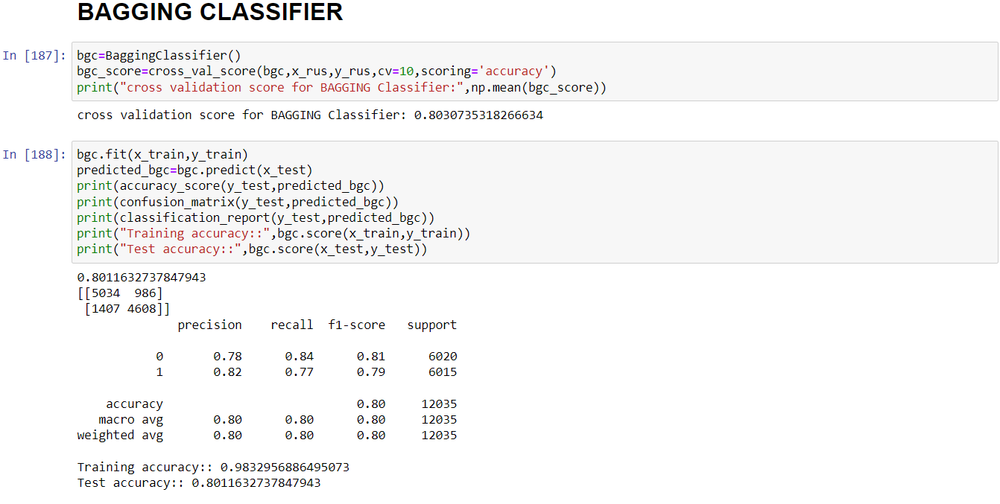 BAGGING CLASSIFIER
In [187]: bgc=BaggingClassifier()
bgc_score=cross_val_score(bgc,x_rus,y_rus,cv=10,scoring='accuracy')
print("cross validation score for BAGGING Classifier:",np.mean(bgc_score))
cross validation score for BAGGING Classifier: 0.8030735318266634
In [188]: bgc.fit(x_train,y_train)
predicted_bgc=bgc.predict(x_test)
print(accuracy_score(y_test,predicted_bgc))
print(confusion_matrix(y_test,predicted_bgc))
print(classification_report(y_test,predicted_bgc))
print("Training accuracy::",bgc.score(x_train,y_train))
print("Test accuracy::",bgc.score(x_test,y_test))
0.8011632737847943
[[5034  986]
 [1407 4608]]
              precision    recall  f1-score   support
           0       0.78      0.84      0.81      6020
           1       0.82      0.77      0.79      6015
    accuracy                           0.80     12035
   macro avg       0.80      0.80      0.80     12035
weighted avg       0.80      0.80      0.80     12035
Training accuracy:: 0.9832956886495073
Test accuracy:: 0.8011632737847943